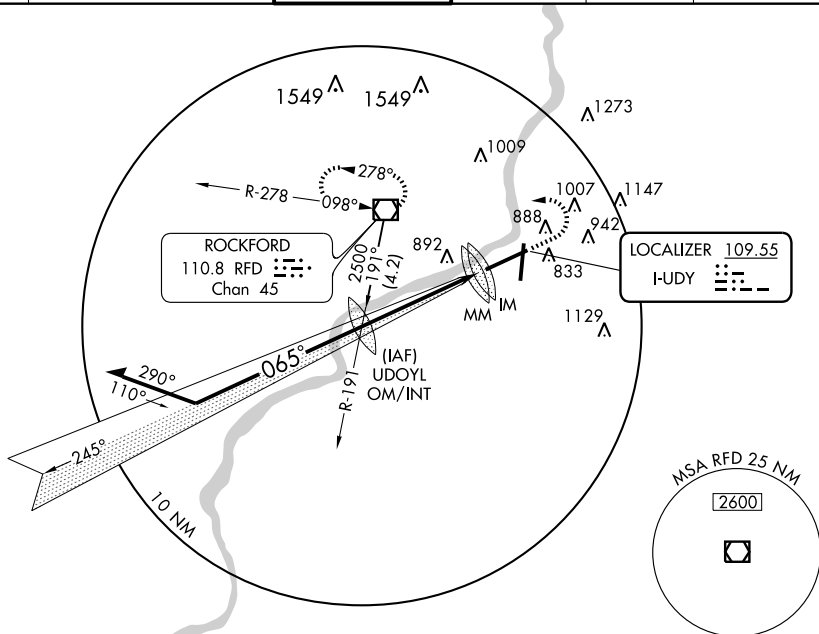 1549
1549
1273
1009
278°
R-278
098°
1007
1147
888
942
892
833
ROCKFORD
110.8 RFD
Chan 45
2500
191°
(4.2)
LOCALIZER 109.55
I-UDY
MM
IM
1129
(IAF)
UDOYL
OM/INT
065°
R-191
290°
110°
245°
10 NM
MSA RFD 25 NM
2600